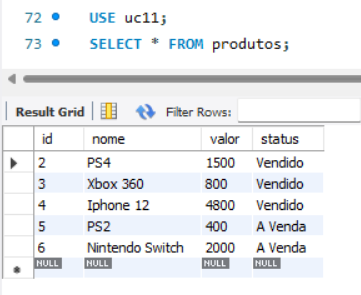 72 USE uc11;
73 SELECT * FROM produtos;
Result Grid Filter Rows:
id nome valor status
2 PS4 1500 Vendido
3 Xbox 360 800 Vendido
4 Iphone 12 4800 Vendido
5 PS2 400 A Venda
6 Nintendo Switch 2000 A Venda
NULL NULL NULL NULL